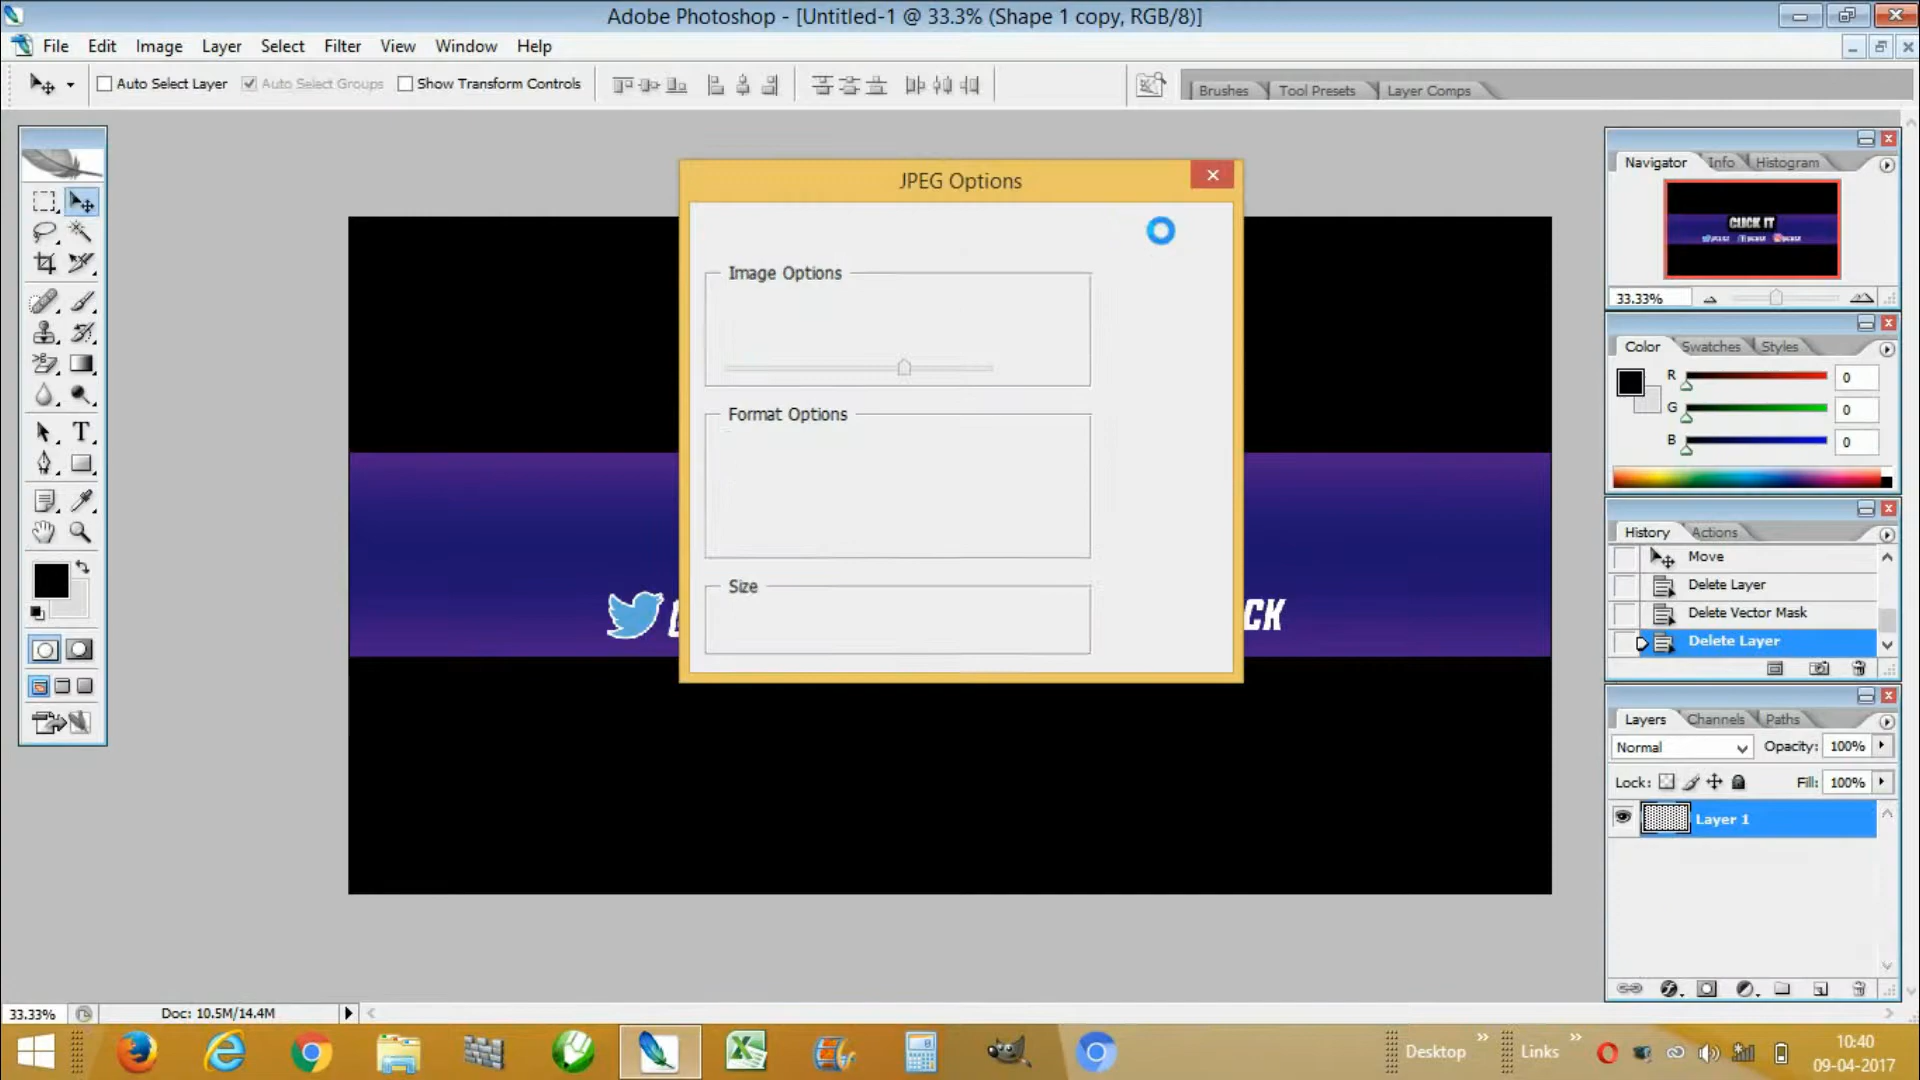 Adobe Photoshop - [Untitled-1 @ 33.3% (Shape 1 copy, RGB/8)]
File Edit Image Layer Select Filter View Window Help
Auto Select Layer Auto Select Groups Show Transform Controls
Brushes Tool Presets Layer Comps
JPEG Options
Image Options
Format Options
Size
CK
Navigator Info Histogram
CLICK IT
33.33%
Color Swatches Styles
R 0
G 0
B 0
History Actions
Move
Delete Layer
Delete Vector Mask
Delete Layer
Layers Channels Paths
Normal Opacity: 100%
Lock: Fill: 100%
Layer 1
33.33% Doc: 10.5M/14.4M
Desktop Links
10:40
09-04-2017